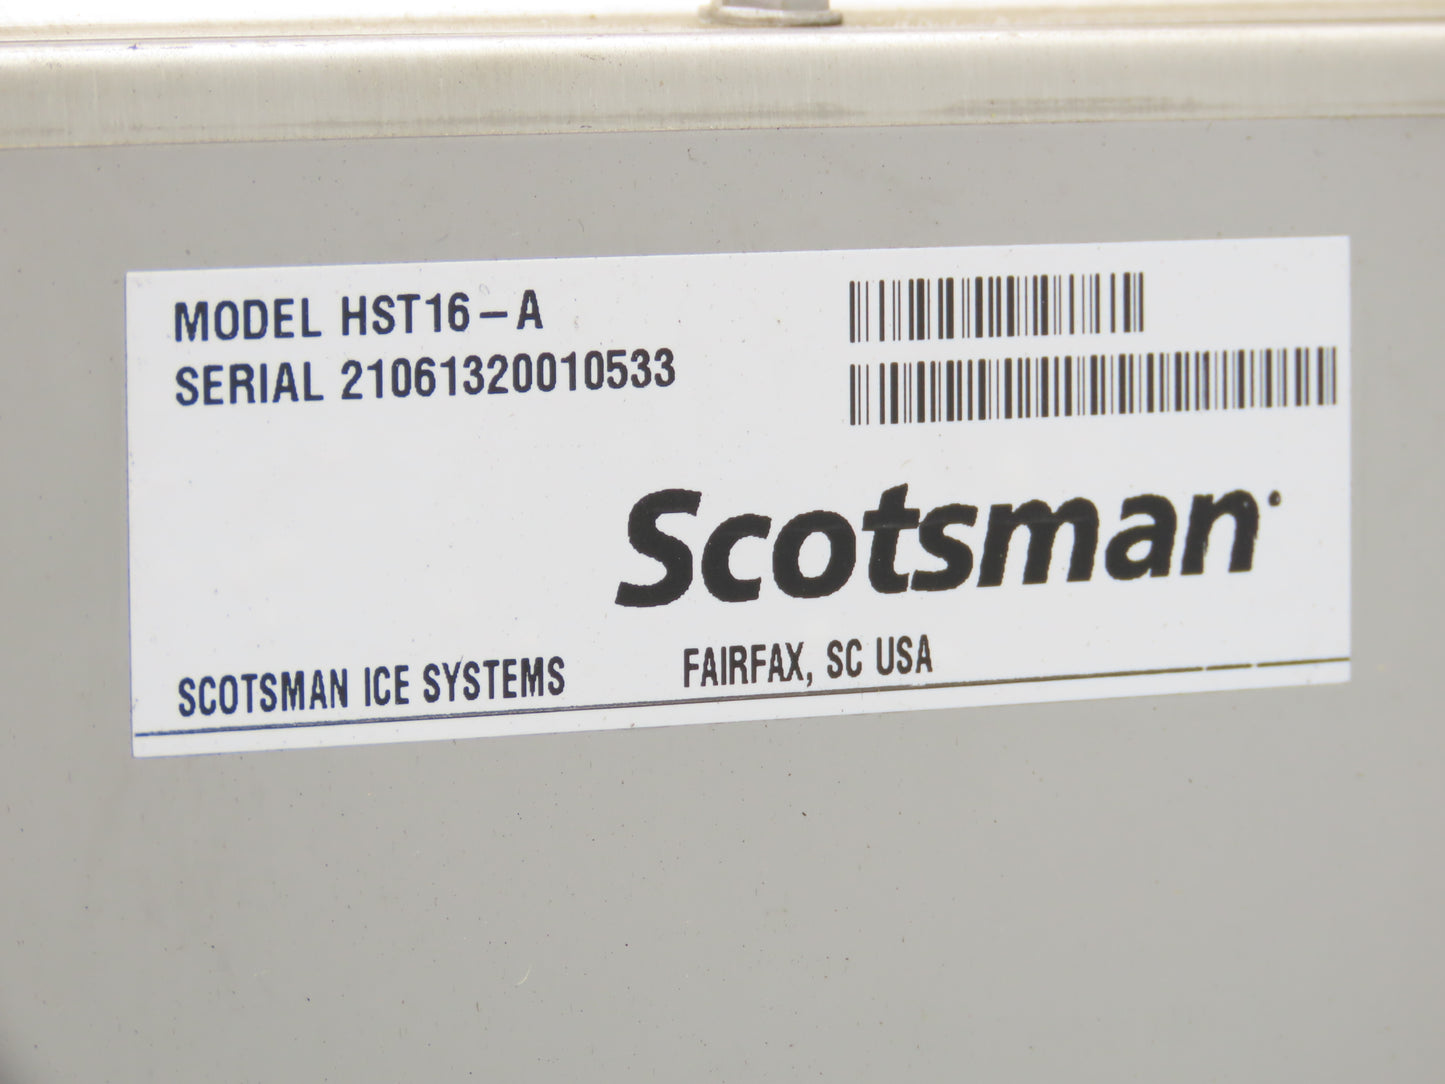 MODEL HST16-A
SERIAL 21061320010533
Scotsman
SCOTSMAN ICE SYSTEMS FAIRFAX, SC USA